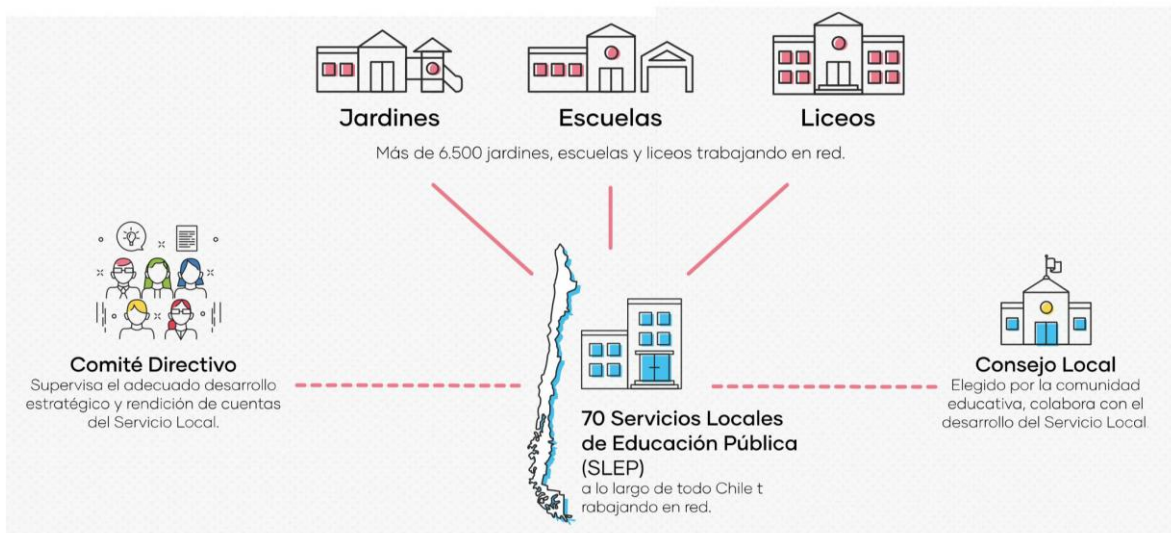 Jardines
Escuelas
Liceos
Más de 6.500 jardines, escuelas y liceos trabajando en red.
Comité Directivo
Supervisa el adecuado desarrollo
estratégico y rendición de cuentas
del Servicio Local.
70 Servicios Locales
de Educación Pública
(SLEP)
a lo largo de todo Chile t
rabajando en red.
Consejo Local
Elegido por la comunidad
educativa, colabora con el
desarrollo del Servicio Local